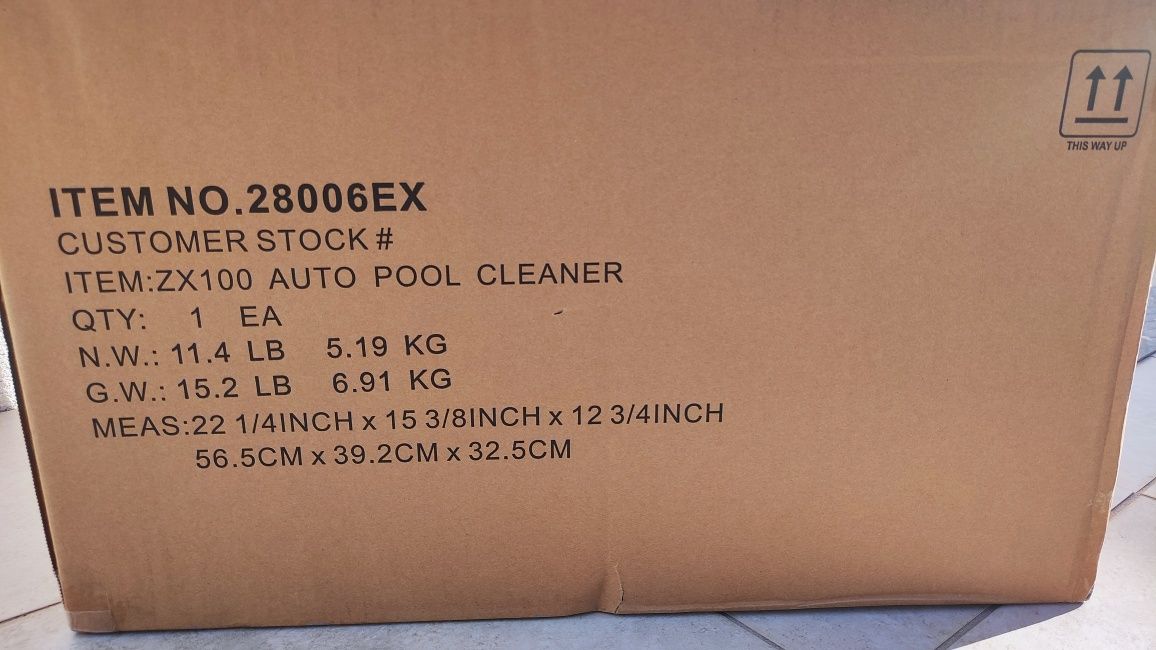 THIS WAY UP
ITEM NO.28006EX
CUSTOMER STOCK #
ITEM:ZX100 AUTO POOL CLEANER
QTY: 1 EA
N.W.: 11.4 LB 5.19 KG
G.W.: 15.2 LB 6.91 KG
MEAS:22 1/4INCH x 15 3/8INCH x 12 3/4INCH
56.5CM x 39.2CM x 32.5CM